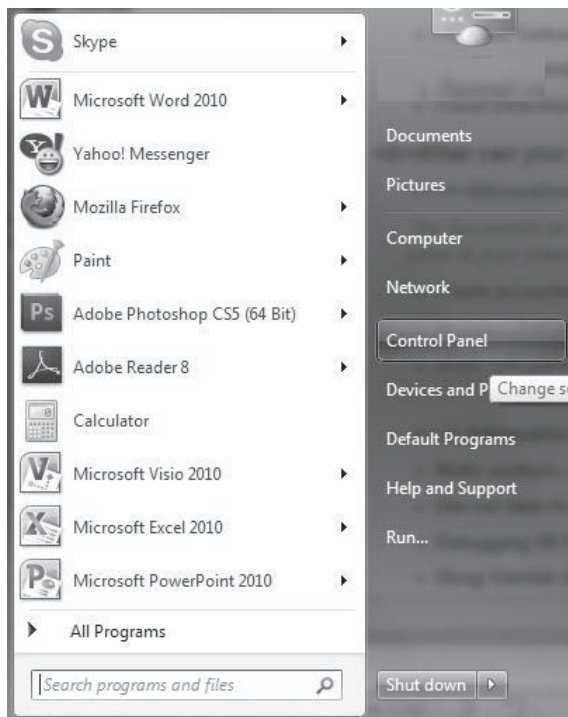 Skype
Microsoft Word 2010
Yahoo! Messenger
Mozilla Firefox
Paint
Ps
Adobe Photoshop CS5 (64 Bit)
Adobe Reader 8
Calculator
Microsoft Visio 2010
Microsoft Excel 2010
Microsoft PowerPoint 2010
All Programs
Search programs and files
Documents
Pictures
Computer
Network
Control Panel
Devices and P
Change s
Default Programs
Help and Support
Run...
Shut down